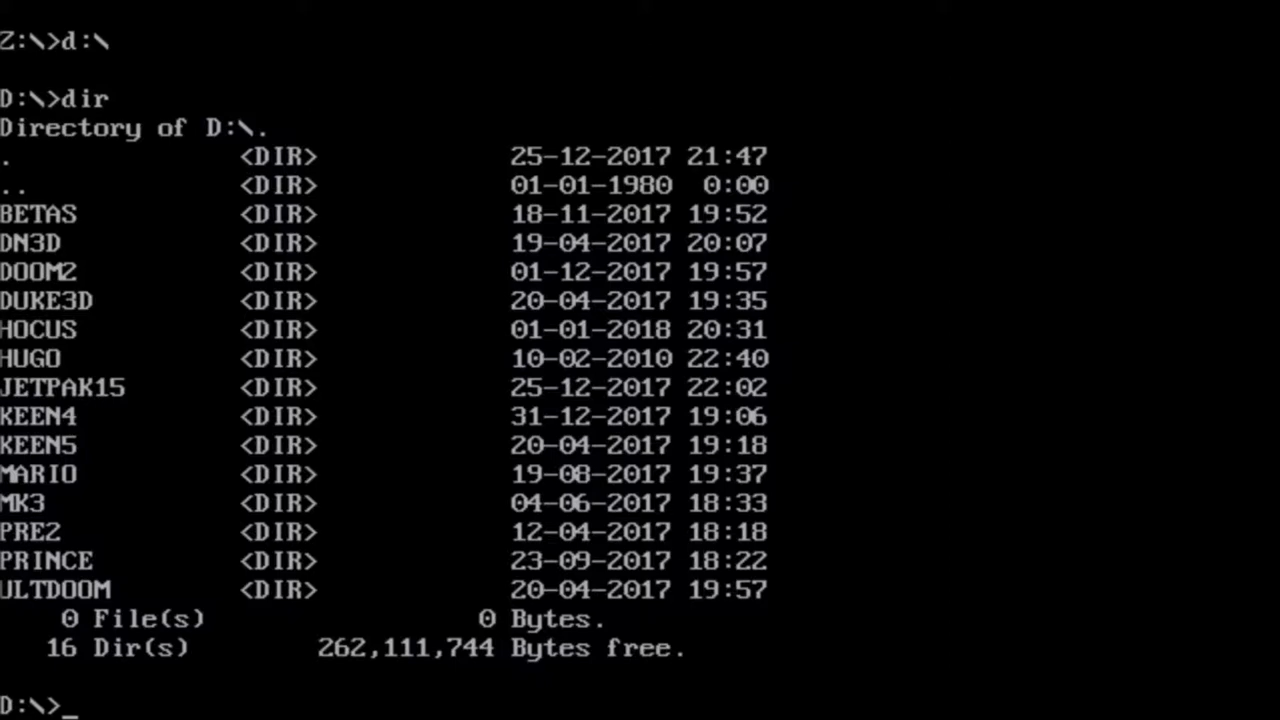 Z:\>d:\
D:\>dir
Directory of D:\.
. <DIR> 25-12-2017 21:47
.. <DIR> 01-01-1980 0:00
BETAS <DIR> 18-11-2017 19:52
DN3D <DIR> 19-04-2017 20:07
DOOM2 <DIR> 01-12-2017 19:57
DUKE3D <DIR> 20-04-2017 19:35
HOCUS <DIR> 01-01-2018 20:31
HUGO <DIR> 10-02-2010 22:40
JETPAK15 <DIR> 25-12-2017 22:02
KEEN4 <DIR> 31-12-2017 19:06
KEEN5 <DIR> 20-04-2017 19:18
MARIO <DIR> 19-08-2017 19:37
MK3 <DIR> 04-06-2017 18:33
PRE2 <DIR> 12-04-2017 18:18
PRINCE <DIR> 23-09-2017 18:22
ULTDOOM <DIR> 20-04-2017 19:57
0 File(s) 0 Bytes.
16 Dir(s) 262,111,744 Bytes free.
D:\>_